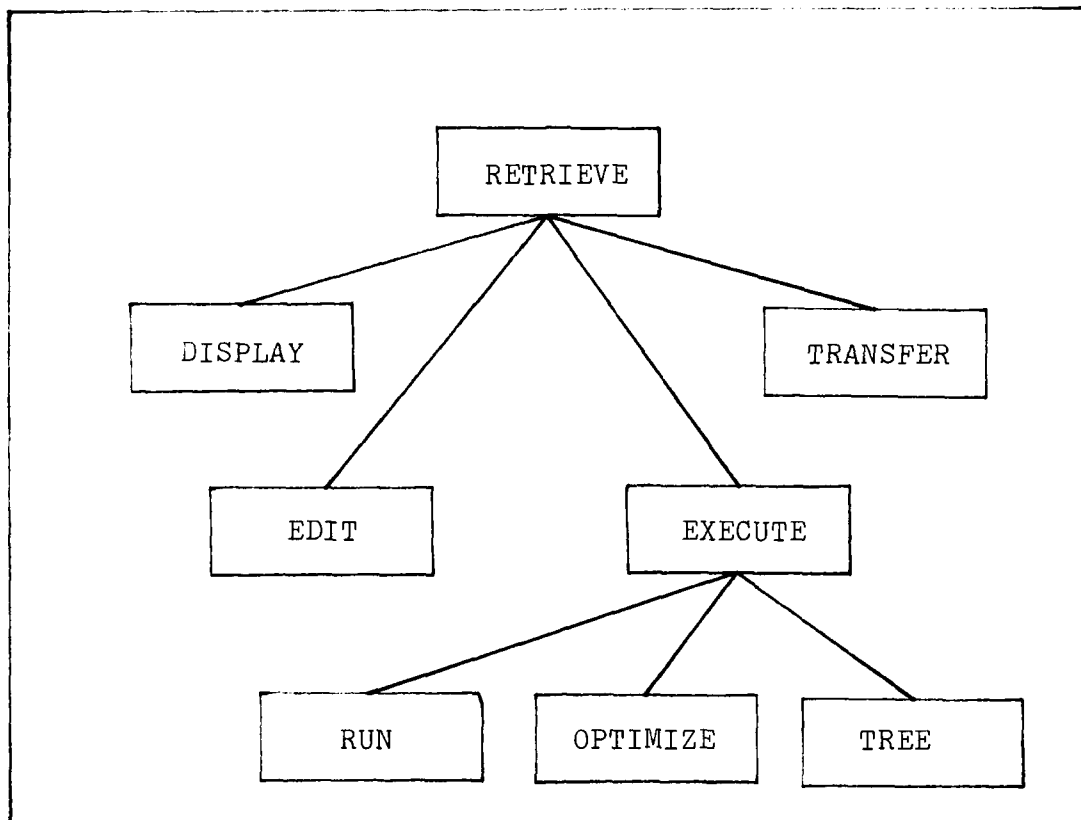 RETRIEVE
DISPLAY
TRANSFER
EDIT
EXECUTE
RUN
OPTIMIZE
TREE